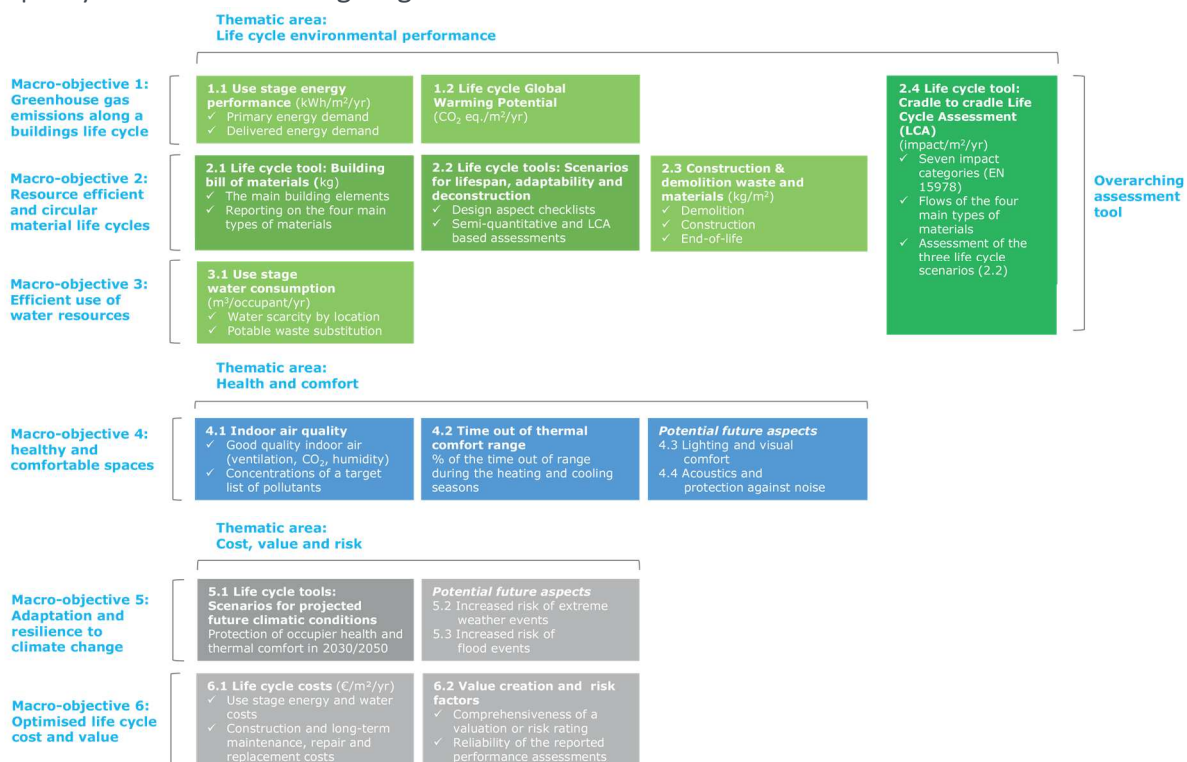 Thematic area:
Life cycle environmental performance
Macro-objective 1:
Greenhouse gas
emissions along a
buildings life cycle
1.1 Use stage energy
performance (kWh/m²/yr)
✓ Primary energy demand
✓ Delivered energy demand
1.2 Life cycle Global
Warming Potential
(CO₂ eq./m²/yr)
2.4 Life cycle tool:
Cradle to cradle Life
Cycle Assessment
(LCA)
(impact/m²/yr)
✓ Seven impact
categories (EN
15978)
✓ Flows of the four
main types of
materials
✓ Assessment of the
three life cycle
scenarios (2.2)
Overarching
assessment
tool
Macro-objective 2:
Resource efficient
and circular
material life cycles
2.1 Life cycle tool: Building
bill of materials (kg)
✓ The main building elements
✓ Reporting on the four main
types of materials
2.2 Life cycle tools: Scenarios
for lifespan, adaptability and
deconstruction
✓ Design aspect checklists
✓ Semi-quantitative and LCA
based assessments
2.3 Construction &
demolition waste and
materials (kg/m²)
✓ Demolition
✓ Construction
✓ End-of-life
Macro-objective 3:
Efficient use of
water resources
3.1 Use stage
water consumption
(m³/occupant/yr)
✓ Water scarcity by location
✓ Potable waste substitution
Thematic area:
Health and comfort
Macro-objective 4:
healthy and
comfortable spaces
4.1 Indoor air quality
✓ Good quality indoor air
(ventilation, CO₂, humidity)
✓ Concentrations of a target
list of pollutants
4.2 Time out of thermal
comfort range
% of the time out of range
during the heating and cooling
seasons
Potential future aspects
4.3 Lighting and visual
comfort
4.4 Acoustics and
protection against noise
Thematic area:
Cost, value and risk
Macro-objective 5:
Adaptation and
resilience to
climate change
5.1 Life cycle tools:
Scenarios for projected
future climatic conditions
Protection of occupier health and
thermal comfort in 2030/2050
Potential future aspects
5.2 Increased risk of extreme
weather events
5.3 Increased risk of
flood events
Macro-objective 6:
Optimised life cycle
cost and value
6.1 Life cycle costs (€/m²/yr)
✓ Use stage energy and water
costs
✓ Construction and long-term
maintenance, repair and
replacement costs
6.2 Value creation and risk
factors
✓ Comprehensiveness of a
valuation or risk rating
✓ Reliability of the reported
performance assessments